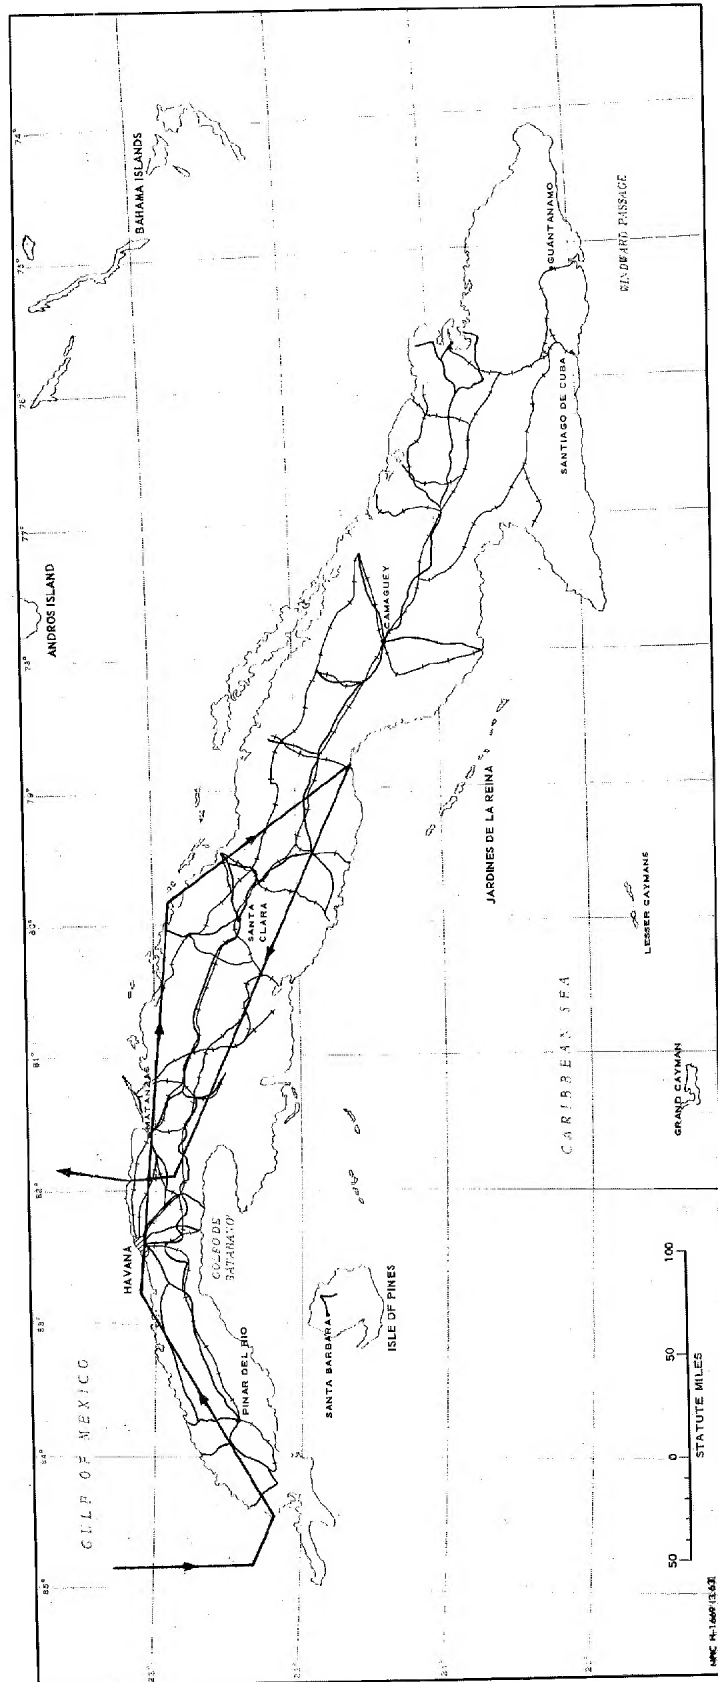 74°
75°
76°
77°
79°
80°
81°
82°
84°
85°
BAHAMA ISLANDS
ANDROS ISLAND
GUANTANAMO
WINDWARD PASSAGE
SANTIAGO DE CUBA
CAMAGUEY
JARDINES DE LA REINA
SANTA
CLARA
LESSER CAYMANS
CARIBBEAN SEA
GRAND CAYMAN
MATANZAS
HAVANA
GOLFO DE
BATABANO
ISLE OF PINES
SANTA BARBARA
PINAR DEL RIO
GULF OF MEXICO
21°
50 0 50 100
STATUTE MILES